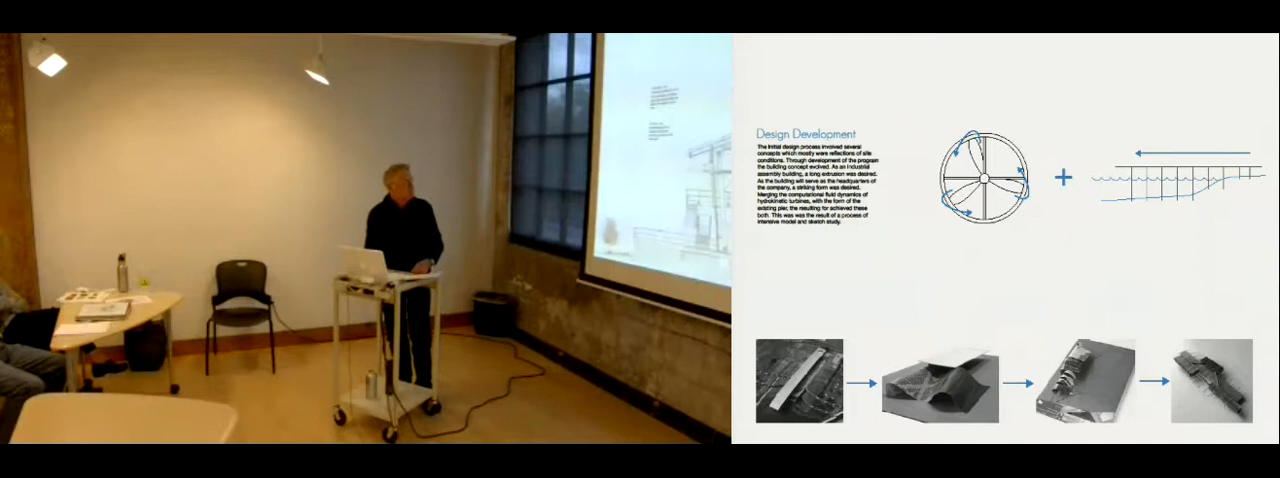 Design Development
The initial design process involved several
concepts which mostly were reflections of site
conditions. Through development of the program
the building concept evolved. As an industrial
assembly building, a long extrusion was desired.
As the building will serve as the headquarters of
the company, a striking form was desired.
Merging the computational fluid dynamics of
hydrokinetic turbines, with the form of the
existing pier, the resulting for achieved these
both. This was was the result of a process of
intensive model and sketch study.
+